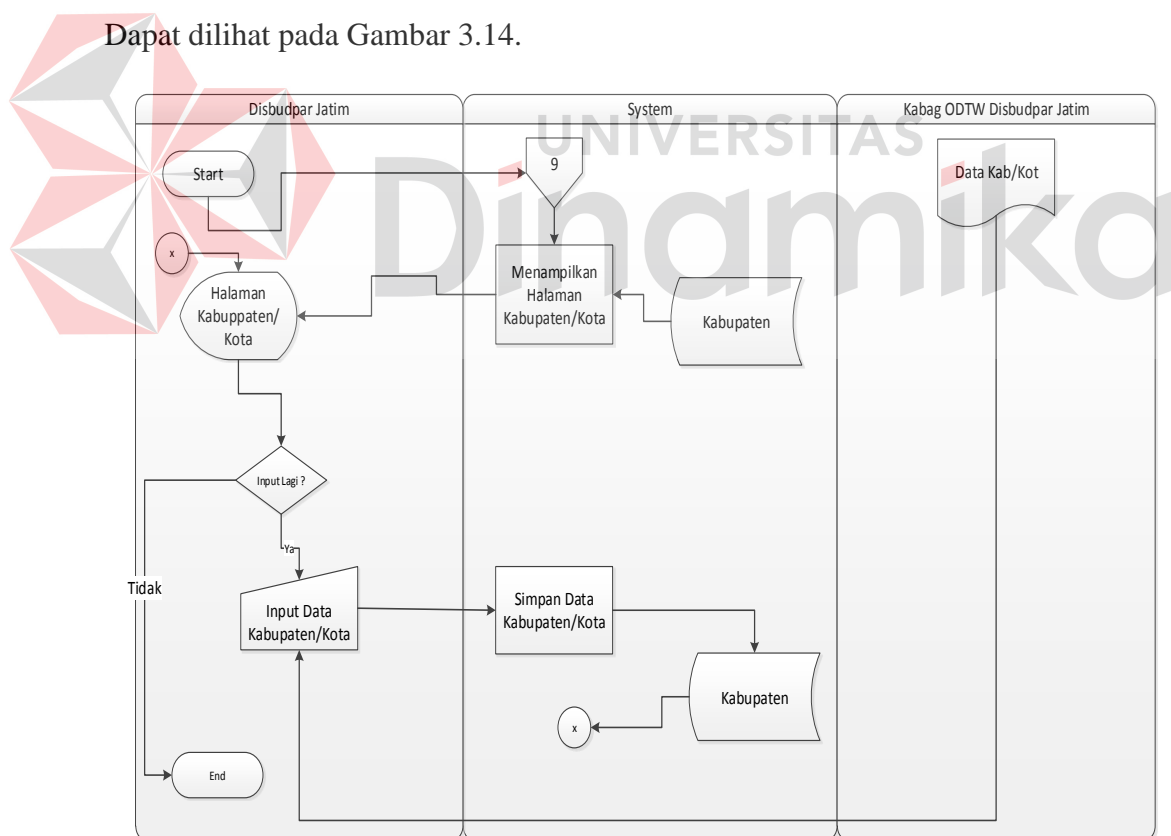 Dapat dilihat pada Gambar 3.14.
Disbudpar Jatim
System
Kabag ODTW Disbudpar Jatim
UNIVERSITAS
Dinamika
Start
9
Data Kab/Kot
x
Halaman
Kabuppaten/
Kota
Menampilkan
Halaman
Kabupaten/Kota
Kabupaten
Input Lagi ?
Ya
Tidak
Input Data
Kabupaten/Kota
Simpan Data
Kabupaten/Kota
Kabupaten
x
End